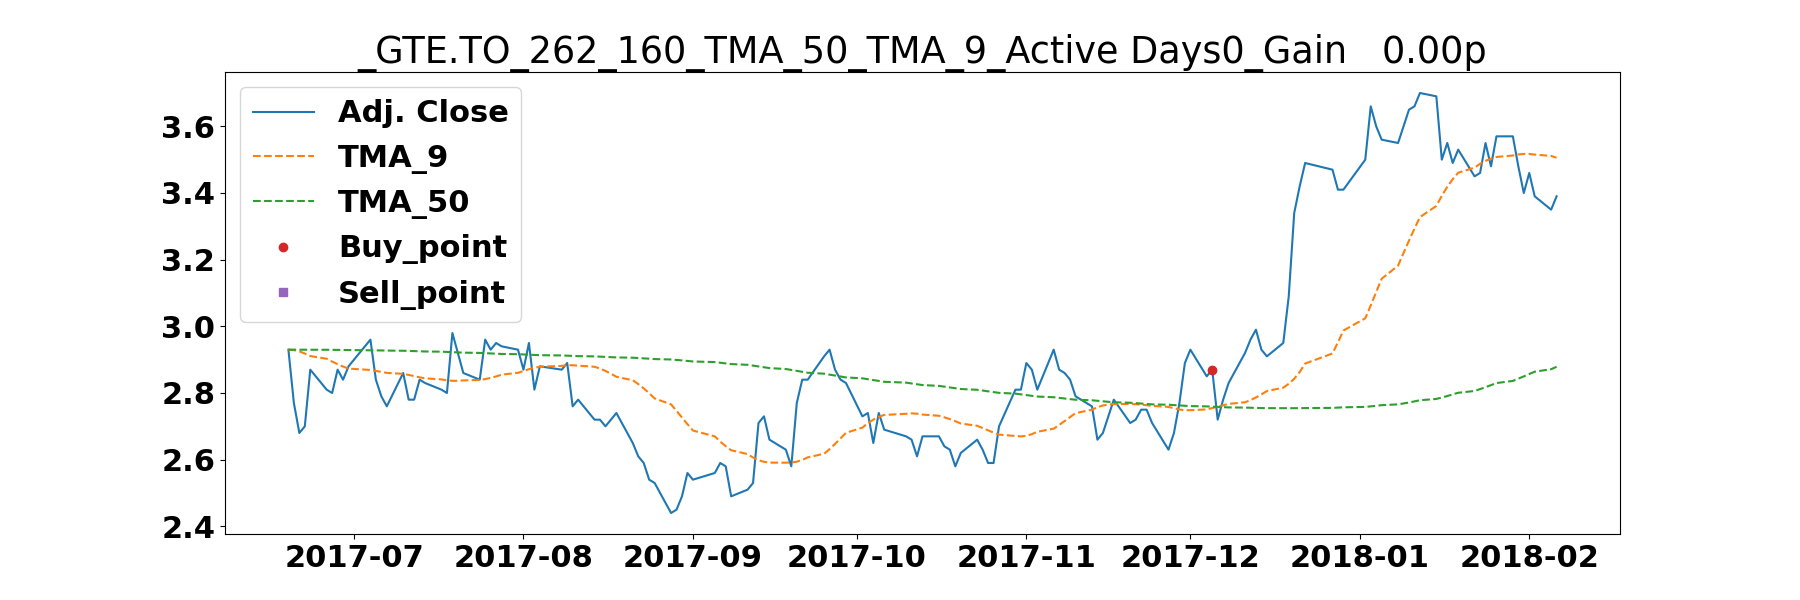 _GTE.TO_262_160_TMA_50_TMA_9_Active Days0_Gain   0.00p
Adj. Close
TMA_9
TMA_50
Buy_point
Sell_point
3.6
3.4
3.2
3.0
2.8
2.6
2.4
2017-07 2017-08 2017-09 2017-10 2017-11 2017-12 2018-01 2018-02